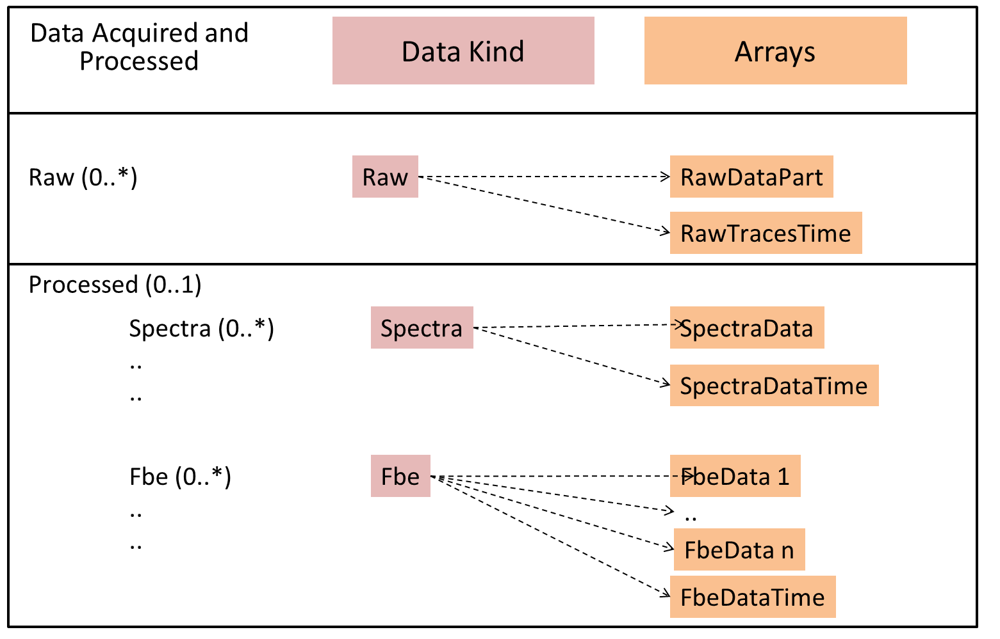 Data Acquired and
Processed
Data Kind
Arrays
Raw (0..*)
Raw
RawDataPart
RawTracesTime
Processed (0..1)
Spectra (0..*)
Spectra
SpectraData
..
SpectraDataTime
..
Fbe (0..*)
Fbe
FbeData 1
..
..
..
FbeData n
FbeDataTime